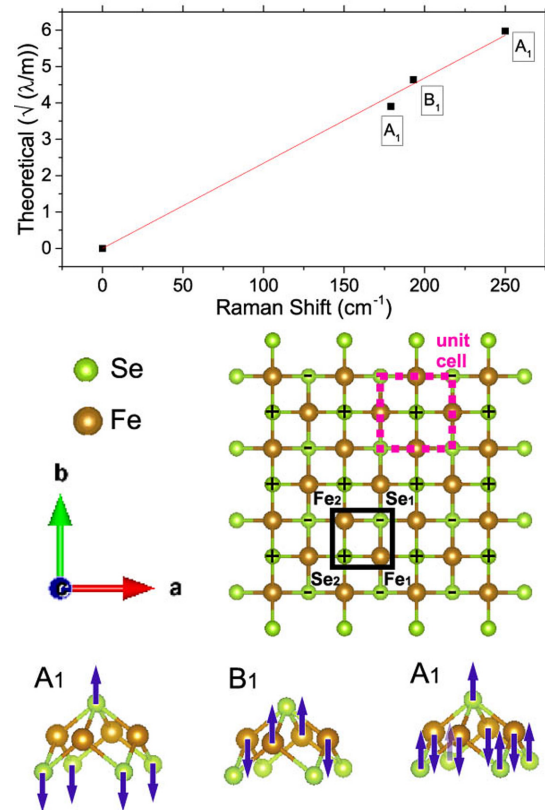 Theoretical (√ (λ/m)
6
5
4
3
2
1
0
A1
B1
A1
0
50
100
150
200
250
Raman Shift (cm-1)
Se
Fe
b
c
a
unit
cell
- - - -
+ + + +
- - - -
+ + + +
Fe2 Se1
- - - -
+ + + +
Se2 Fe1
- - - -
A1
B1
A1